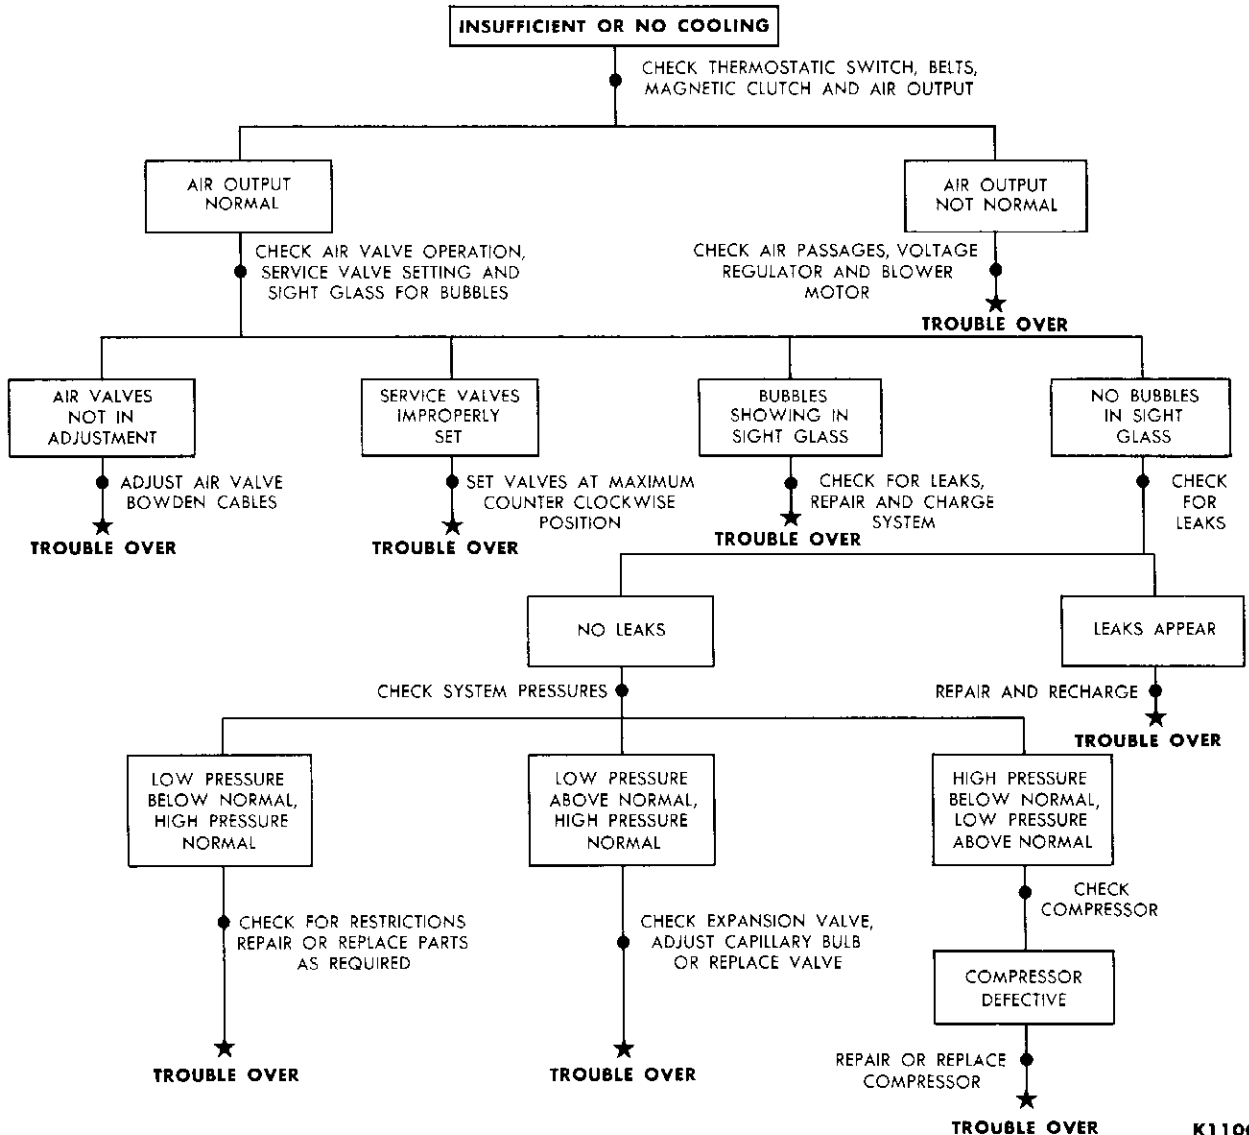 INSUFFICIENT OR NO COOLING
CHECK THERMOSTATIC SWITCH, BELTS,
MAGNETIC CLUTCH AND AIR OUTPUT
AIR OUTPUT
NORMAL
AIR OUTPUT
NOT NORMAL
CHECK AIR VALVE OPERATION,
SERVICE VALVE SETTING AND
SIGHT GLASS FOR BUBBLES
CHECK AIR PASSAGES, VOLTAGE
REGULATOR AND BLOWER
MOTOR
TROUBLE OVER
AIR VALVES
NOT IN
ADJUSTMENT
SERVICE VALVES
IMPROPERLY
SET
BUBBLES
SHOWING IN
SIGHT GLASS
NO BUBBLES
IN SIGHT
GLASS
ADJUST AIR VALVE
BOWDEN CABLES
TROUBLE OVER
SET VALVES AT MAXIMUM
COUNTER CLOCKWISE
POSITION
TROUBLE OVER
CHECK FOR LEAKS,
REPAIR AND CHARGE
SYSTEM
TROUBLE OVER
CHECK
FOR
LEAKS
NO LEAKS
LEAKS APPEAR
CHECK SYSTEM PRESSURES
REPAIR AND RECHARGE
TROUBLE OVER
LOW PRESSURE
BELOW NORMAL,
HIGH PRESSURE
NORMAL
LOW PRESSURE
ABOVE NORMAL,
HIGH PRESSURE
NORMAL
HIGH PRESSURE
BELOW NORMAL,
LOW PRESSURE
ABOVE NORMAL
CHECK FOR RESTRICTIONS
REPAIR OR REPLACE PARTS
AS REQUIRED
TROUBLE OVER
CHECK EXPANSION VALVE,
ADJUST CAPILLARY BULB
OR REPLACE VALVE
TROUBLE OVER
CHECK
COMPRESSOR
COMPRESSOR
DEFECTIVE
REPAIR OR REPLACE
COMPRESSOR
TROUBLE OVER